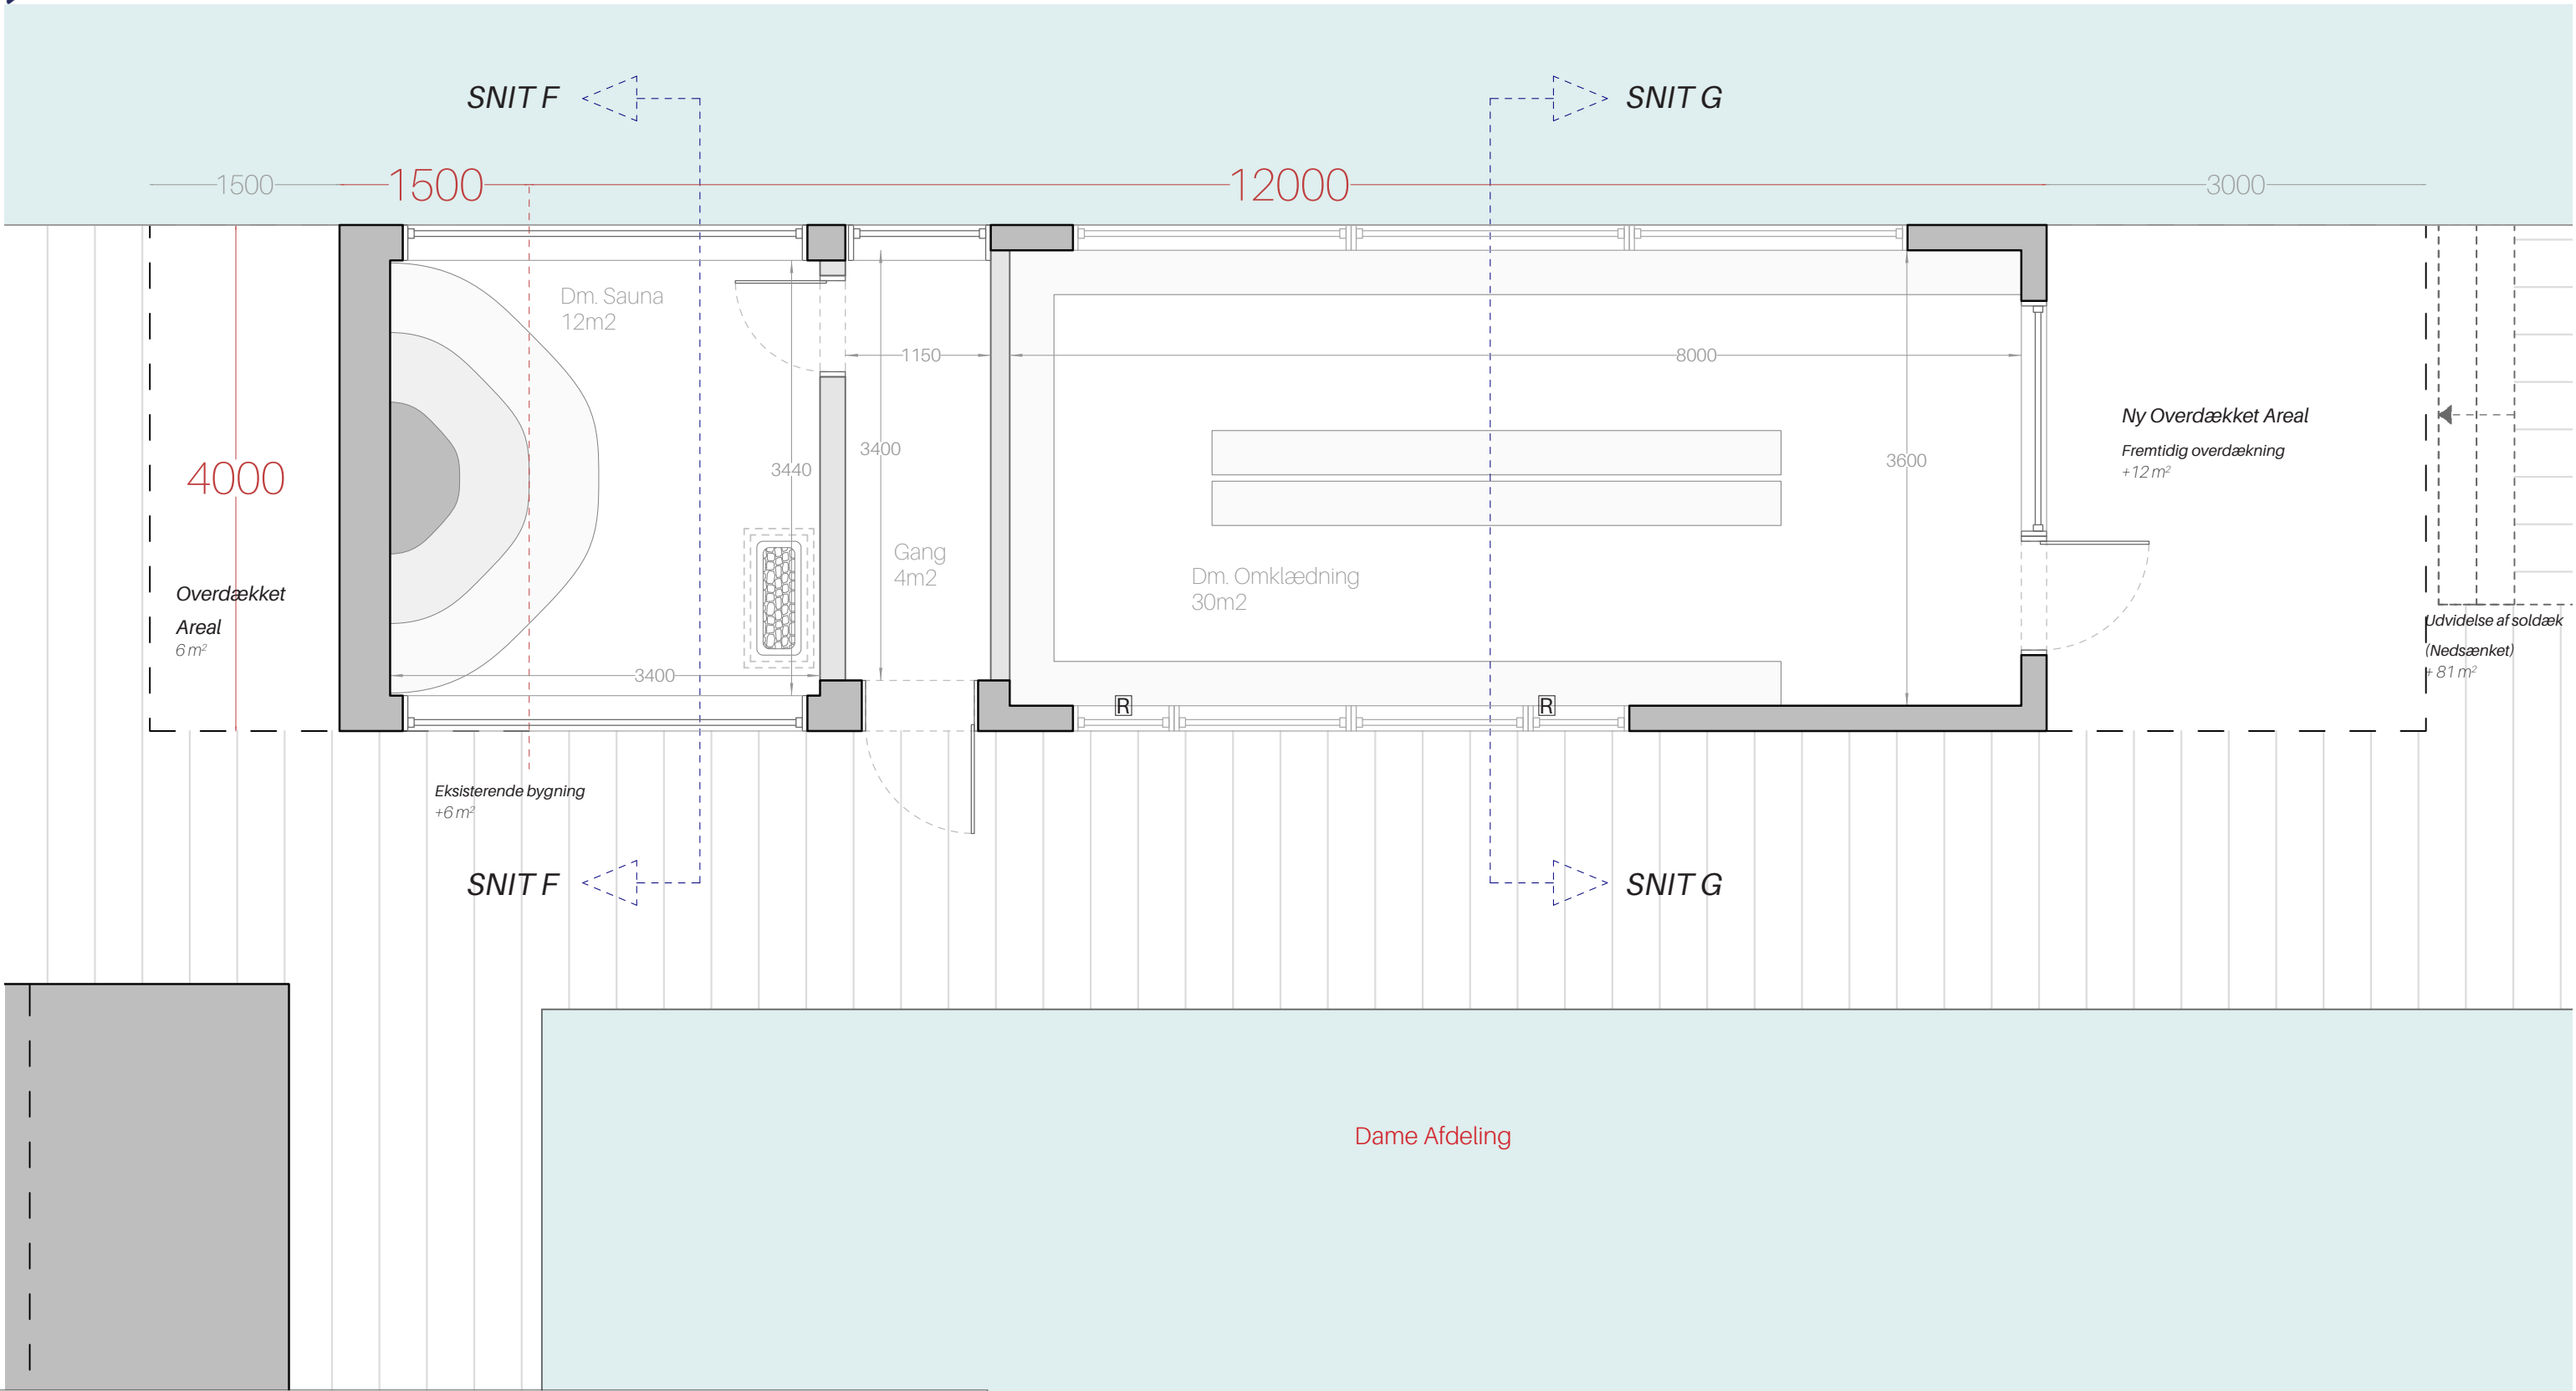 SNIT F
SNIT G
1500
1500
12000
3000
Dm. Sauna
12m2
1150
8000
4000
3440
3400
3600
Ny Overdækket Areal
Fremtidig overdækning
+12 m²
Gang
4m2
Dm. Omklædning
30m2
Overdækket
Areal
6 m²
Udvidelse af soldæk
(Nedsænket)
+ 81 m²
3400
R
R
Eksisterende bygning
+6 m²
SNIT F
SNIT G
Dame Afdeling